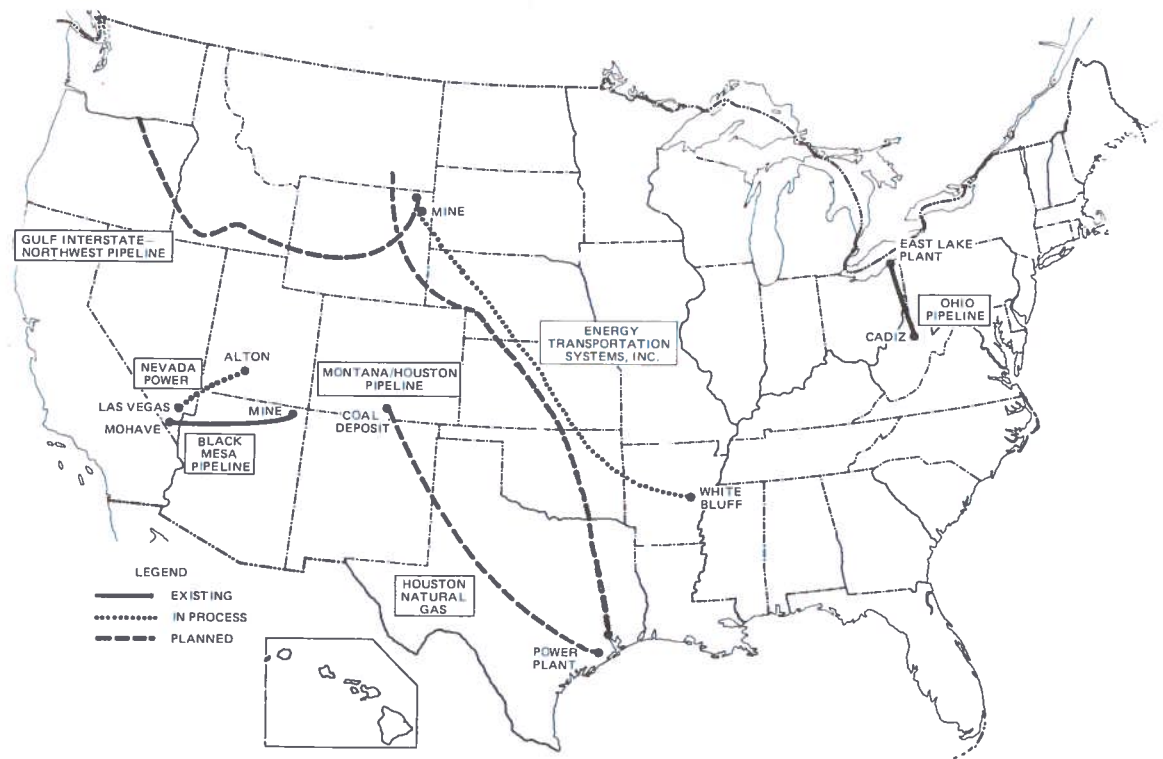 MINE
GULF INTERSTATE—
NORTHWEST PIPELINE
EAST LAKE
PLANT
OHIO
PIPELINE
CADIZ
ENERGY
TRANSPORTATION
SYSTEMS, INC.
NEVADA
POWER
ALTON
MONTANA/HOUSTON
PIPELINE
LAS VEGAS
MINE
COAL
DEPOSIT
MOHAVE
BLACK
MESA
PIPELINE
WHITE
BLUFF
LEGEND
EXISTING
IN PROCESS
PLANNED
HOUSTON
NATURAL
GAS
POWER
PLANT